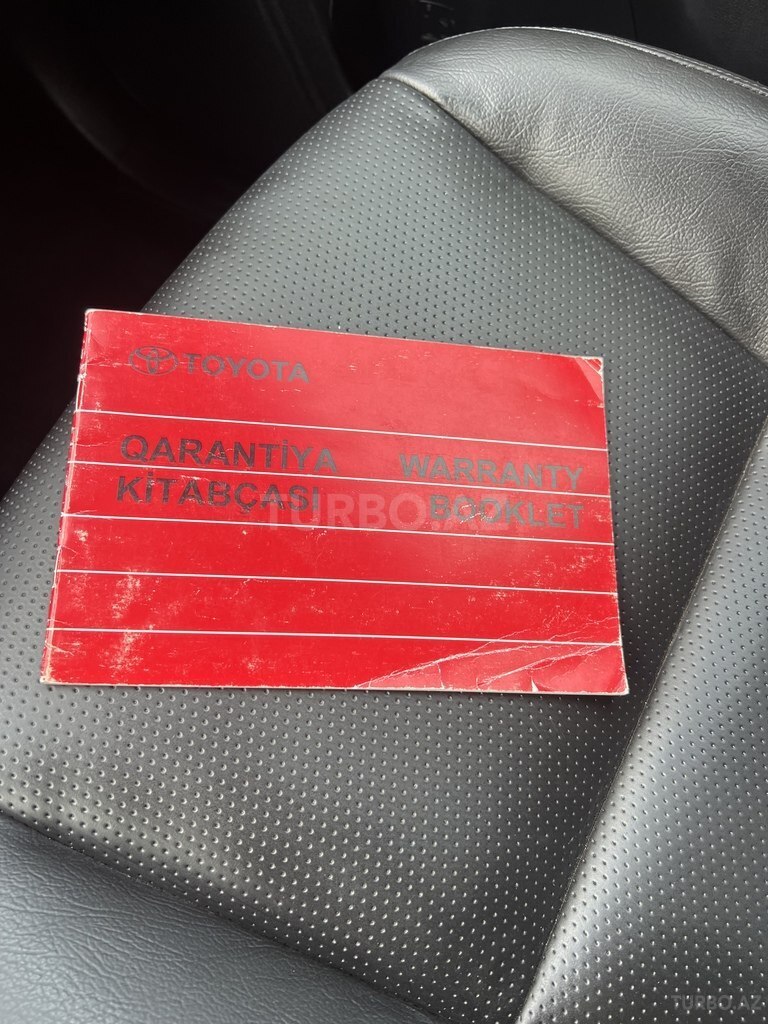 TOYOTA
QARANTİYA
KİTABÇASI
WARRANTY
BOOKLET
TURBO.AZ
TURBO.AZ